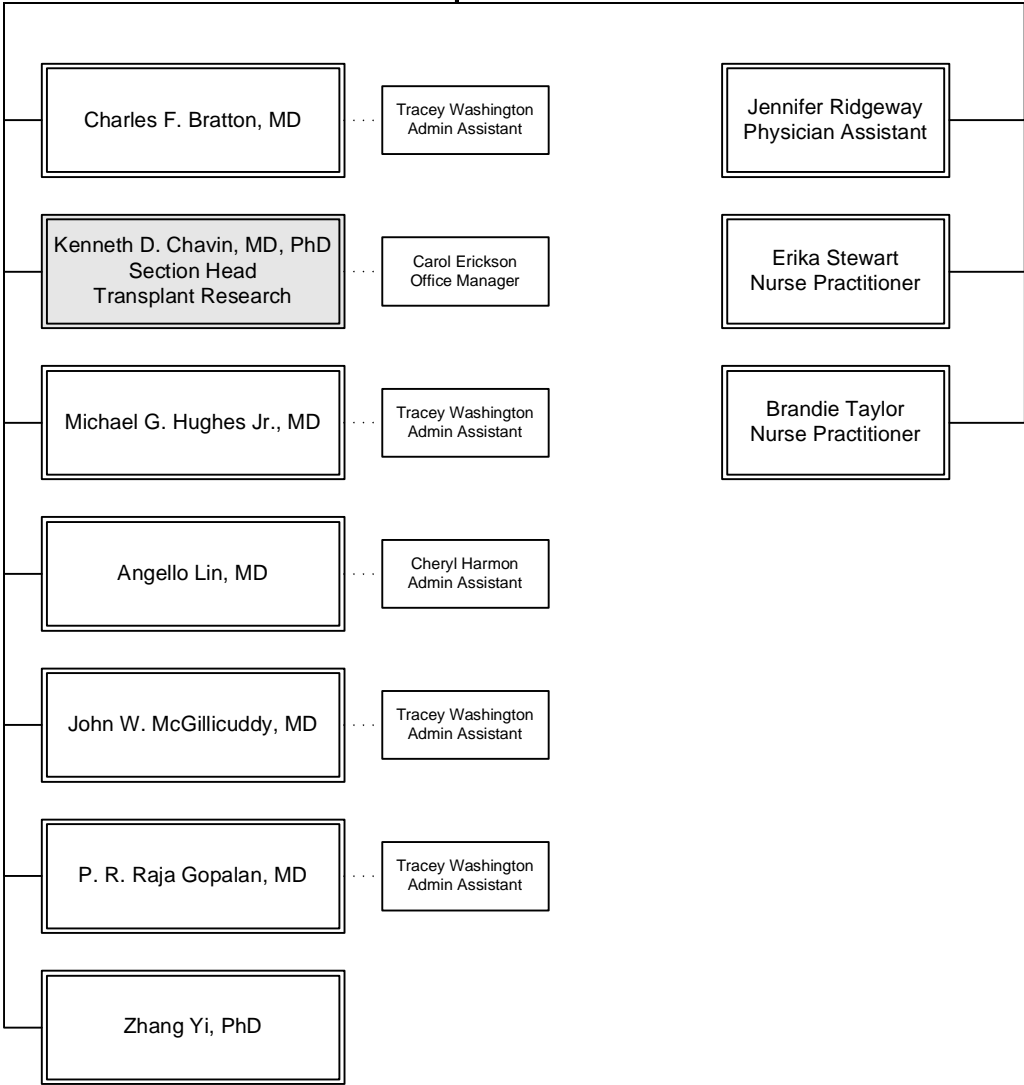 Charles F. Bratton, MD
Tracey Washington
Admin Assistant
Jennifer Ridgeway
Physician Assistant
Kenneth D. Chavin, MD, PhD
Section Head
Transplant Research
Carol Erickson
Office Manager
Erika Stewart
Nurse Practitioner
Michael G. Hughes Jr., MD
Tracey Washington
Admin Assistant
Brandie Taylor
Nurse Practitioner
Angello Lin, MD
Cheryl Harmon
Admin Assistant
John W. McGillicuddy, MD
Tracey Washington
Admin Assistant
P. R. Raja Gopalan, MD
Tracey Washington
Admin Assistant
Zhang Yi, PhD